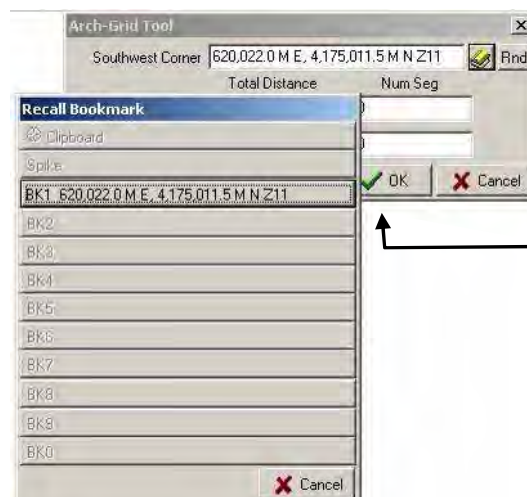 Arch-Grid Tool
Southwest Corner 620,022.0 M E, 4,175,011.5 M N Z11 Rnd
Total Distance Num Seg
Recall Bookmark
Clipboard
Spike
BK1 620,022.0 M E, 4,175,011.5 M N Z11
OK Cancel
BK2
BK3
BK4
BK5
BK6
BK7
BK8
BK9
BK0
Cancel